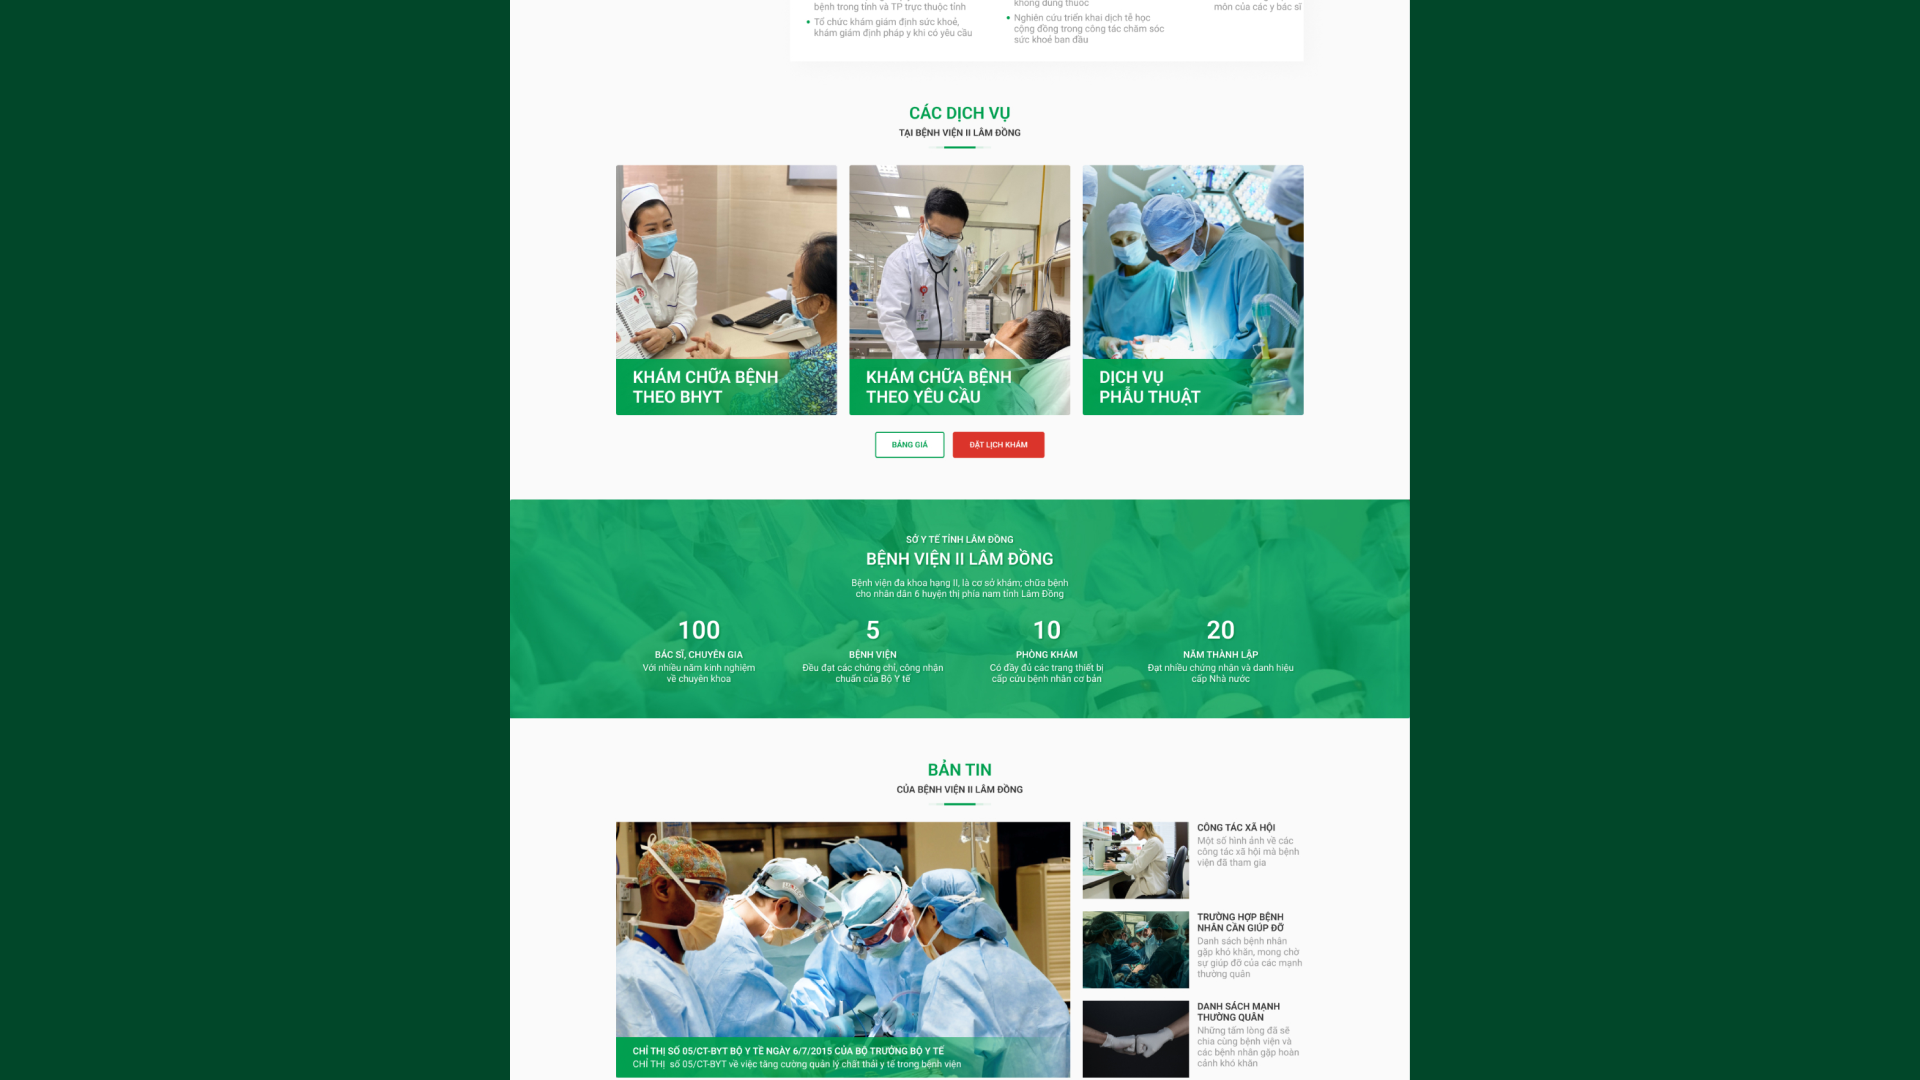 bệnh trong tỉnh và TP trực thuộc tỉnh
Tổ chức khám giám định sức khoẻ,
khám giám định pháp y khi có yêu cầu
không dùng thuốc
Nghiên cứu triển khai dịch tễ học
cộng đồng trong công tác chăm sóc
sức khoẻ ban đầu
môn của các y bác sĩ
CÁC DỊCH VỤ
TẠI BỆNH VIỆN II LÂM ĐỒNG
KHÁM CHỮA BỆNH
THEO BHYT
KHÁM CHỮA BỆNH
THEO YÊU CẦU
DỊCH VỤ
PHẪU THUẬT
BẢNG GIÁ
ĐẶT LỊCH KHÁM
SỞ Y TẾ TỈNH LÂM ĐỒNG
BỆNH VIỆN II LÂM ĐỒNG
Bệnh viện đa khoa hạng II, là cơ sở khám; chữa bệnh
cho nhân dân 6 huyện thị phía nam tỉnh Lâm Đồng
100
BÁC SĨ, CHUYÊN GIA
Với nhiều năm kinh nghiệm
về chuyên khoa
5
BỆNH VIỆN
Đều đạt các chứng chỉ, công nhận
chuẩn của Bộ Y tế
10
PHÒNG KHÁM
Có đầy đủ các trang thiết bị
cấp cứu bệnh nhân cơ bản
20
NĂM THÀNH LẬP
Đạt nhiều chứng nhận và danh hiệu
cấp Nhà nước
BẢN TIN
CỦA BỆNH VIỆN II LÂM ĐỒNG
CHỈ THỊ SỐ 05/CT-BYT BỘ Y TẾ NGÀY 6/7/2015 CỦA BỘ TRƯỞNG BỘ Y TẾ
CHỈ THỊ số 05/CT-BYT về việc tăng cường quản lý chất thải y tế trong bệnh viện
CÔNG TÁC XÃ HỘI
Một số hình ảnh về các
công tác xã hội mà bệnh
viện đã tham gia
TRƯỜNG HỢP BỆNH
NHÂN CẦN GIÚP ĐỠ
Danh sách bệnh nhân
gặp khó khăn, mong chờ
sự giúp đỡ của các mạnh
thường quân
DANH SÁCH MẠNH
THƯỜNG QUÂN
Những tấm lòng đã sẻ
chia cùng bệnh viện và
các bệnh nhân gặp hoàn
cảnh khó khăn